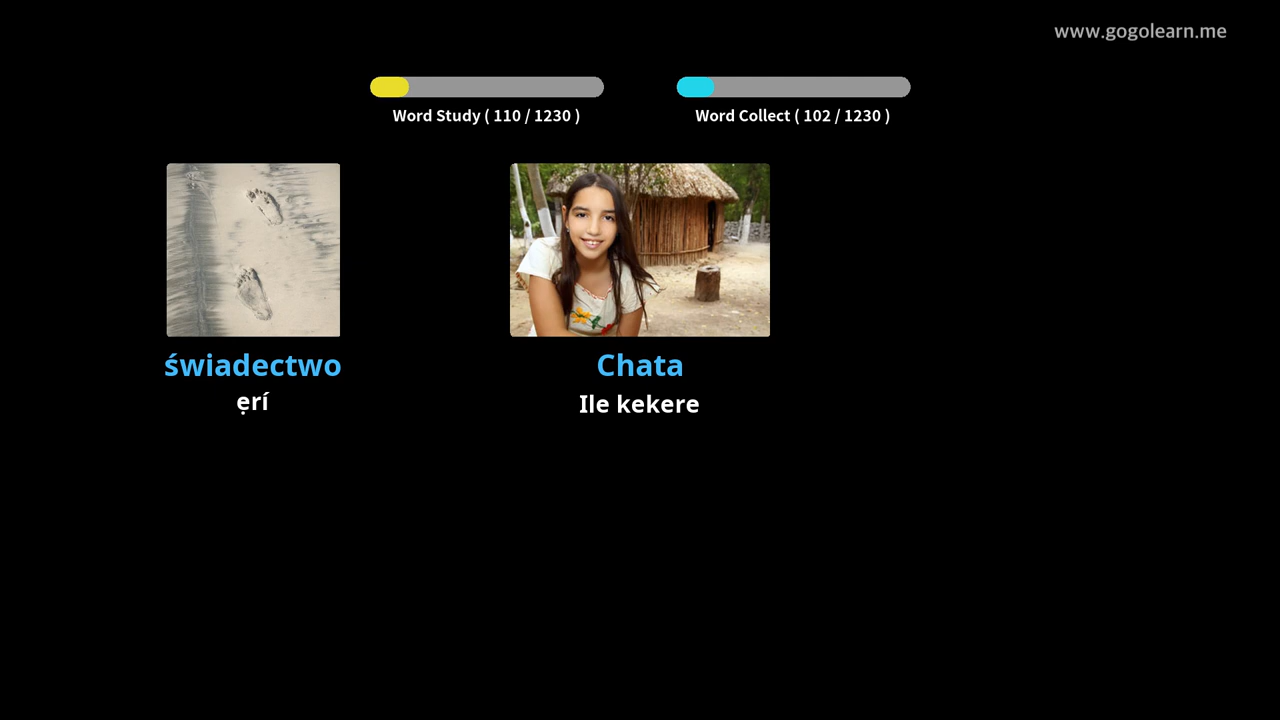 www.gogolearn.me
Word Study ( 110 / 1230 )
Word Collect ( 102 / 1230 )
świadectwo
ẹrí
Chata
Ile kekere